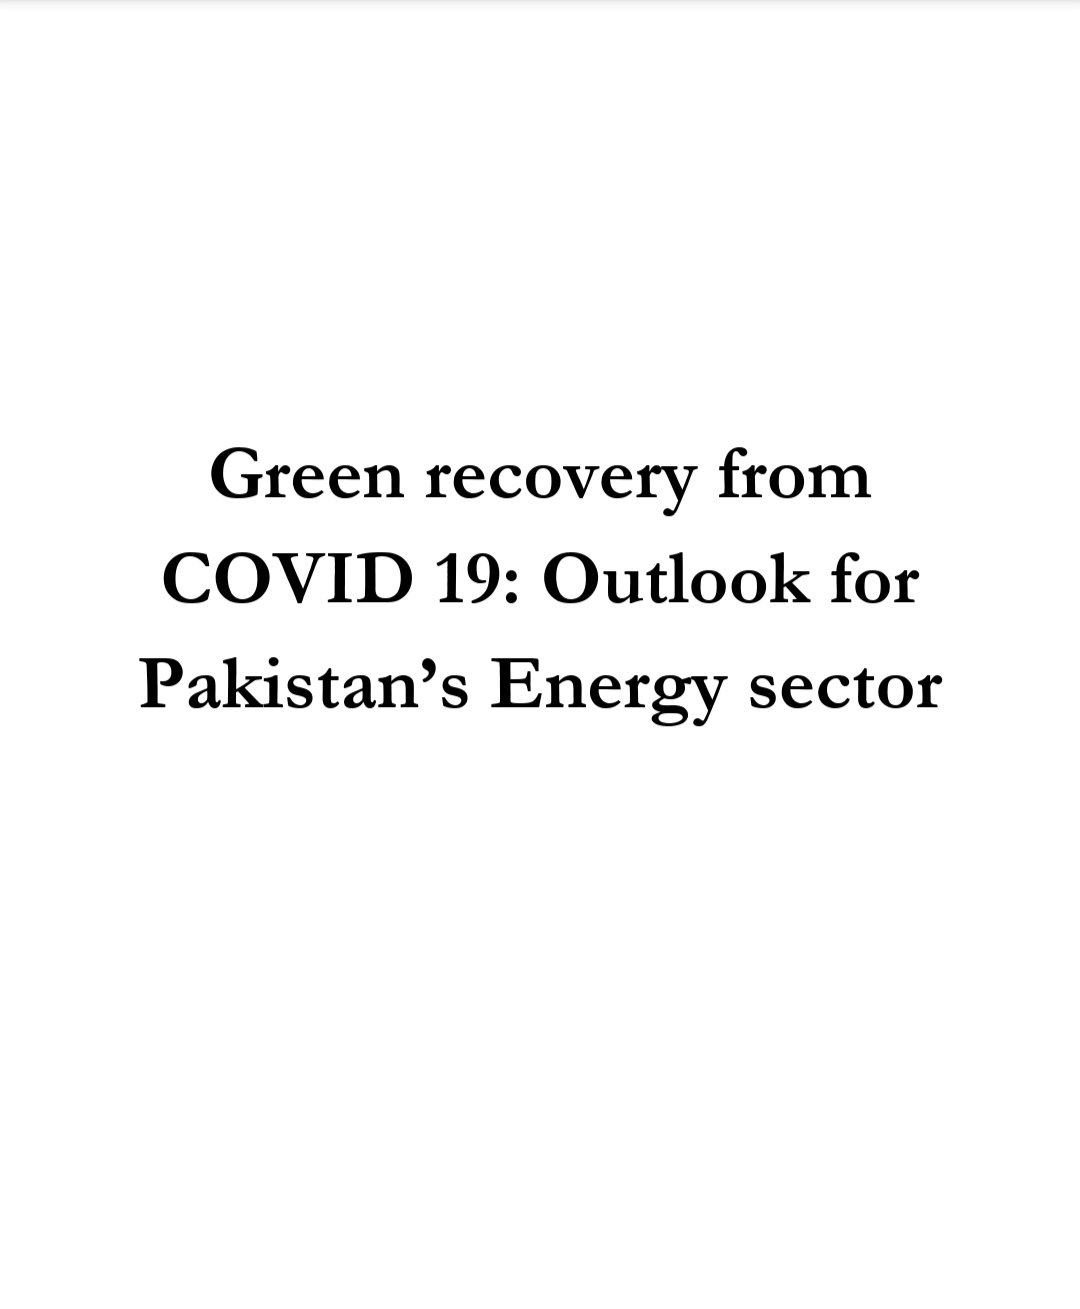 Green recovery from
COVID 19: Outlook for
Pakistan’s Energy sector